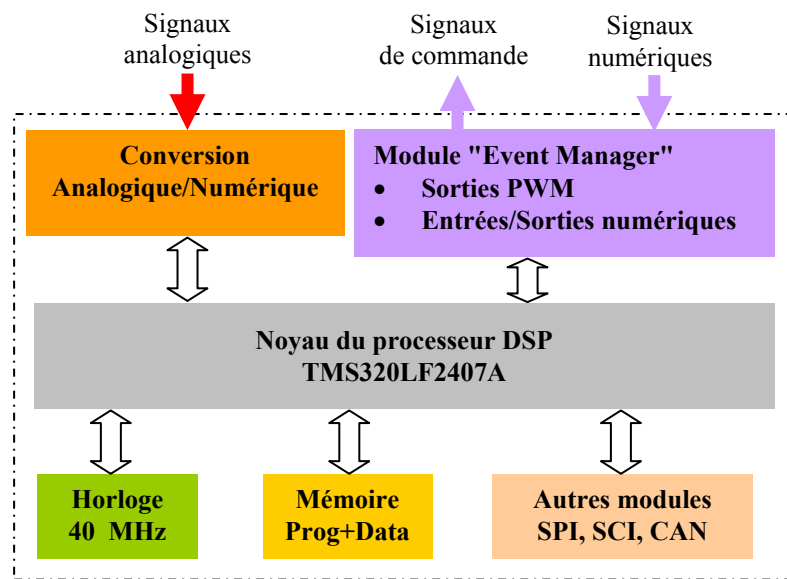 Signaux
analogiques
Signaux
de commande
Signaux
numériques
Conversion
Analogique/Numérique
Module "Event Manager"
• Sorties PWM
• Entrées/Sorties numériques
Noyau du processeur DSP
TMS320LF2407A
Horloge
40 MHz
Mémoire
Prog+Data
Autres modules
SPI, SCI, CAN